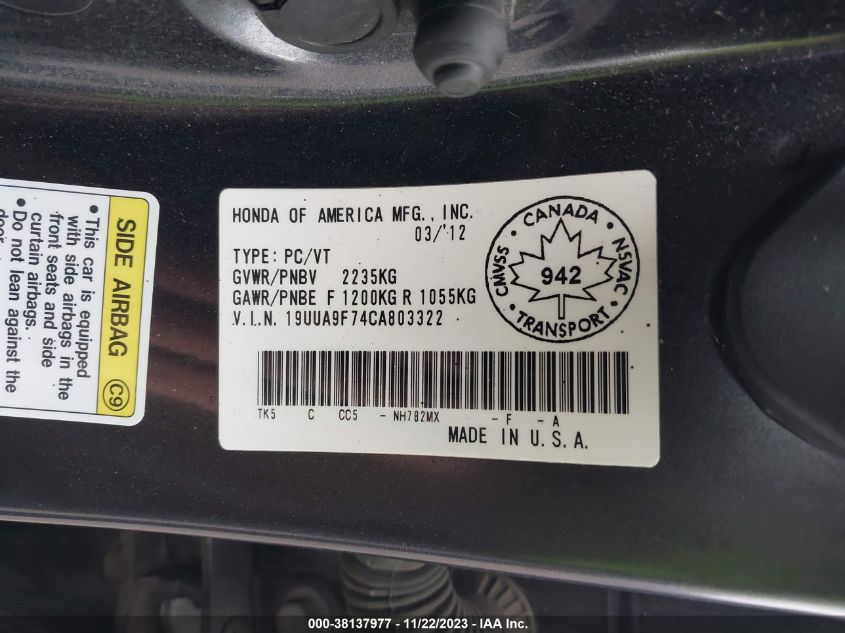 HONDA OF AMERICA MFG., INC.
03/'12
TYPE: PC/VT
GVWR/PNBV 2235KG
GAWR/PNBE F 1200KG R 1055KG
V.I.N. 19UUA9F74CA803322
TK5 C CC5 - NH782MX - F - A
MADE IN U.S.A.
CANADA
CMVSS
942
NSVAC
TRANSPORT
SIDE AIRBAG C9
• This car is equipped
with side airbags in the
front seats and side
curtain airbags.
• Do not lean against the
door
000-38137977 - 11/22/2023 - IAA Inc.